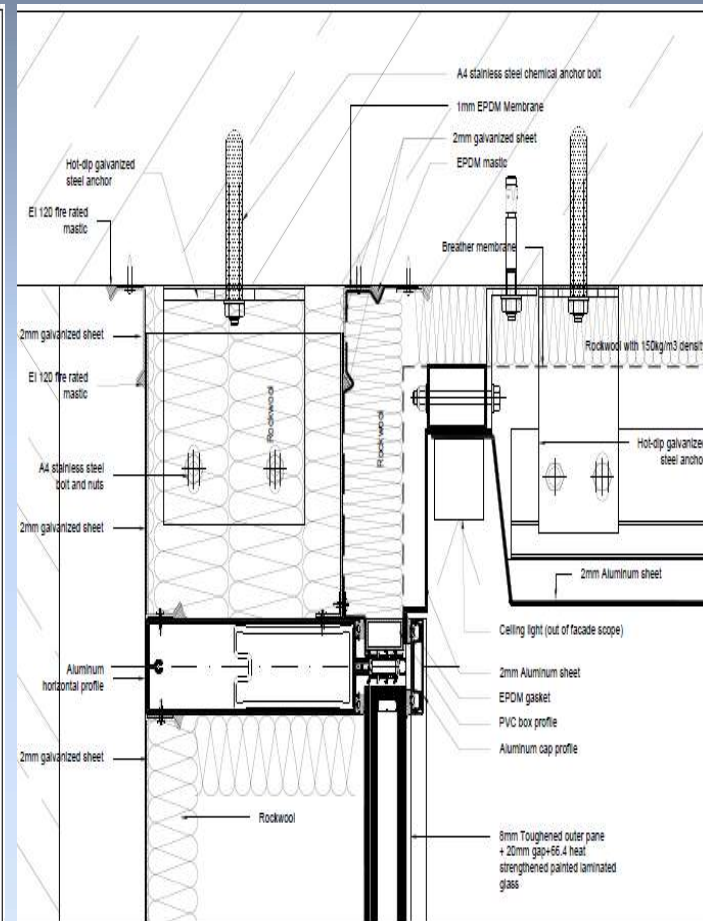 A4 stainless steel chemical anchor bolt
1mm EPDM Membrane
2mm galvanized sheet
EPDM mastic
Hot-dip galvanized
steel anchor
EI 120 fire rated
mastic
Breather membrane
2mm galvanized sheet
Rockwool with 150kg/m3 density
EI 120 fire rated
mastic
Rockwool
Rockwool
Hot-dip galvanized
steel anchor
A4 stainless steel
bolt and nuts
2mm galvanized sheet
2mm Aluminum sheet
Ceiling light (out of facade scope)
Aluminum
horizontal profile
2mm Aluminum sheet
EPDM gasket
PVC box profile
Aluminum cap profile
2mm galvanized sheet
Rockwool
8mm Toughened outer pane
+ 20mm gap+66.4 heat
strengthened painted laminated
glass